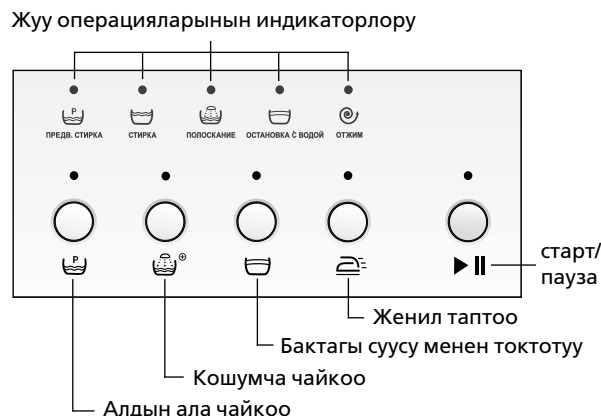 Жуу операцияларынын индикаторлору
P
ПРЕДВ. СТИРКА СТИРКА ПОЛОСКАНИЕ ОСТАНОВКА С ВОДОЙ ОТЖИМ
P
старт/
пауза
Женил таптоо
Бактагы суусу менен токтотуу
Кошумча чайкоо
Алдын ала чайкоо